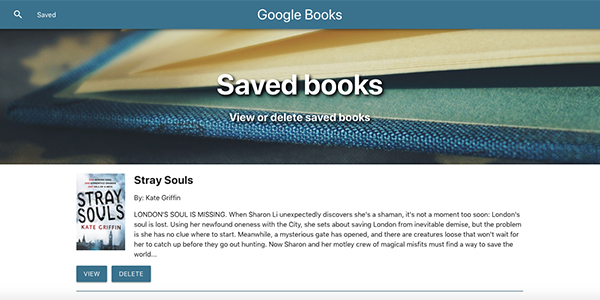 Saved
Google Books
Saved books
View or delete saved books
STRAY
SOULS
KATE GRIFFIN
Stray Souls
By: Kate Griffin
LONDON'S SOUL IS MISSING. When Sharon Li unexpectedly discovers she's a shaman, it's not a moment too soon: London's
soul is lost. Using her newfound oneness with the City, she sets about saving London from inevitable demise, but the problem
is she has no clue where to start. Meanwhile, a mysterious gate has opened, and there are creatures loose that won't wait for
her to catch up before they go out hunting. Now Sharon and her motley crew of magical misfits must find a way to save the
world...
VIEW
DELETE